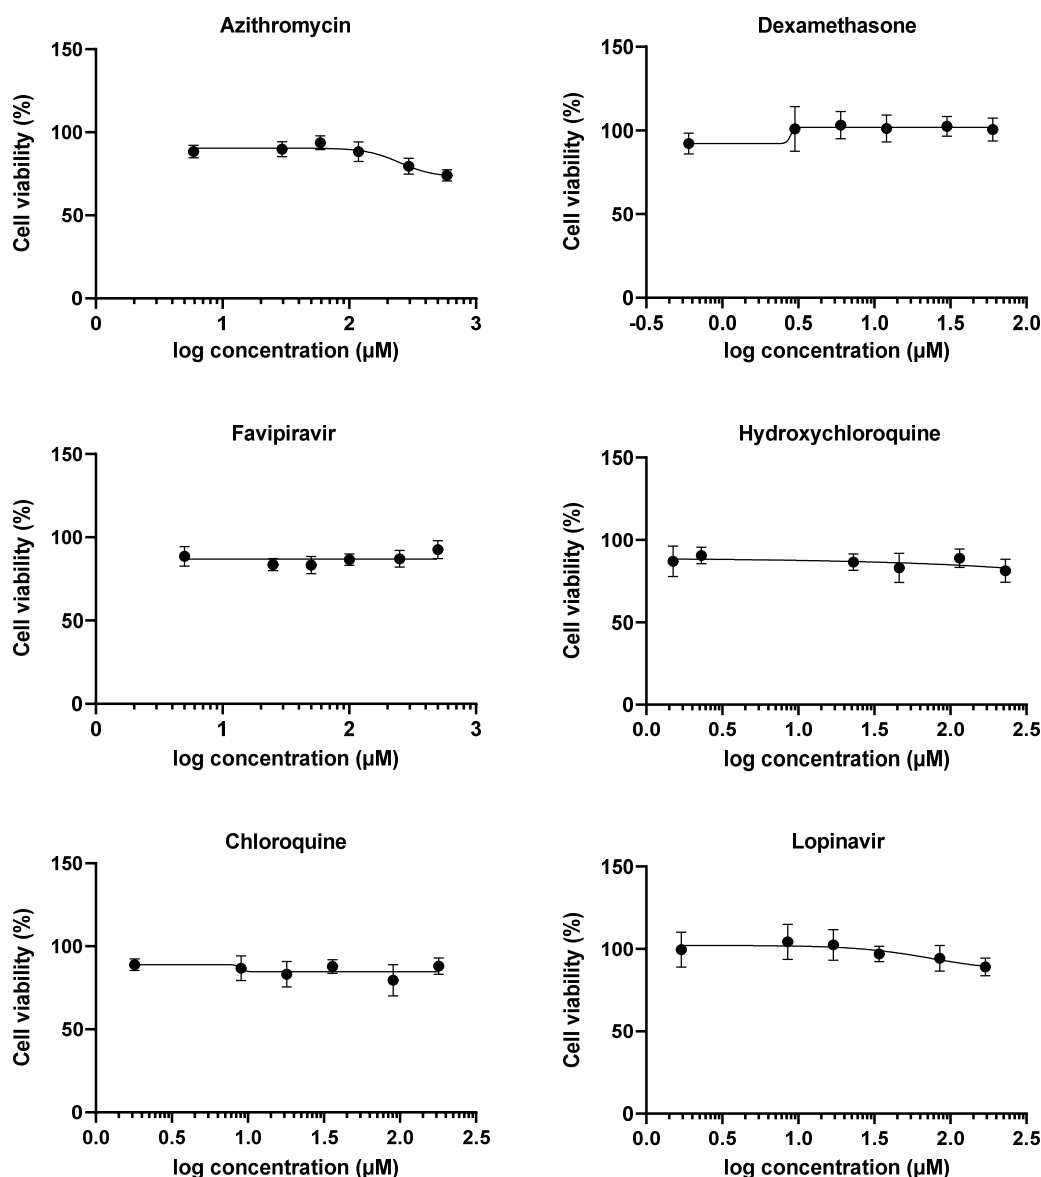 Azithromycin
150
100
50
0
Cell viability (%)
0 1 2 3
log concentration (µM)
Dexamethasone
150
100
50
0
Cell viability (%)
-0.5 0.0 0.5 1.0 1.5 2.0
log concentration (µM)
Favipiravir
150
100
50
0
Cell viability (%)
0 1 2 3
log concentration (µM)
Hydroxychloroquine
150
100
50
0
Cell viability (%)
0.0 0.5 1.0 1.5 2.0 2.5
log concentration (µM)
Chloroquine
150
100
50
0
Cell viability (%)
0.0 0.5 1.0 1.5 2.0 2.5
log concentration (µM)
Lopinavir
150
100
50
0
Cell viability (%)
0.0 0.5 1.0 1.5 2.0 2.5
log concentration (µM)